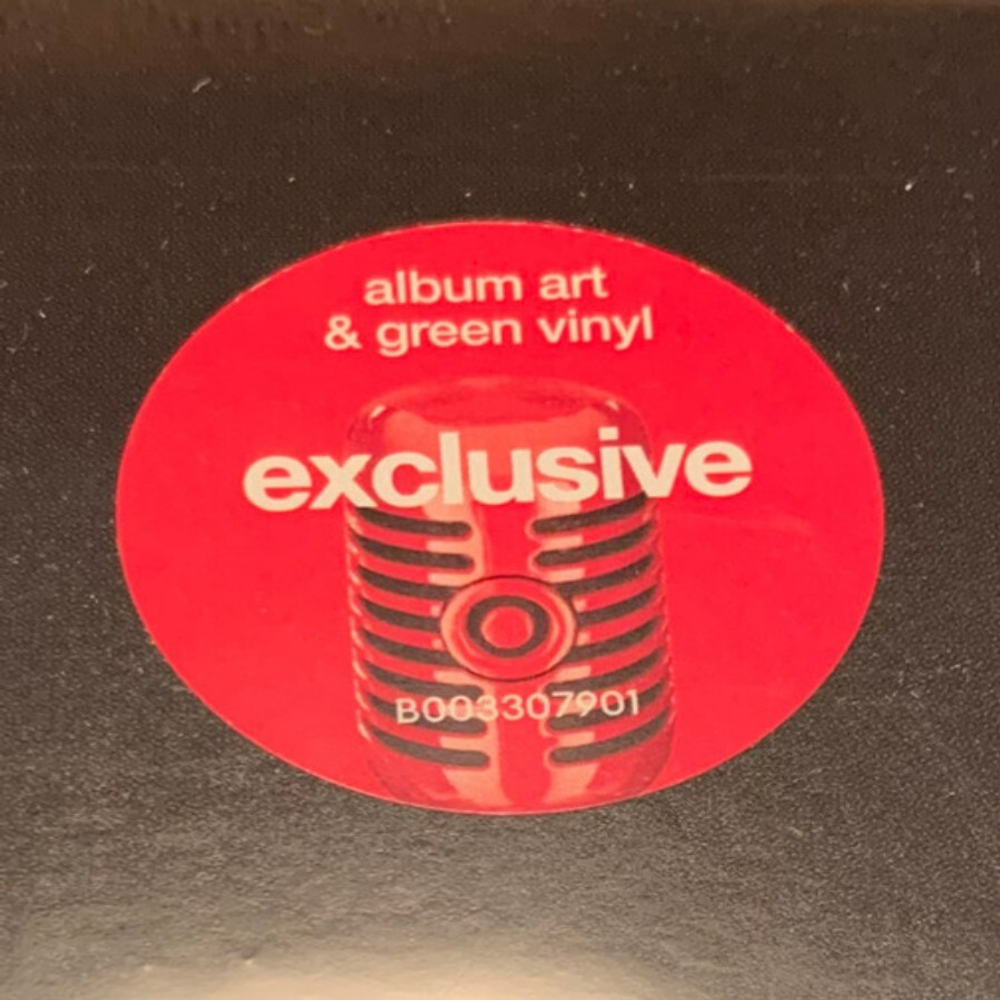 album art
& green vinyl
exclusive
B003307901